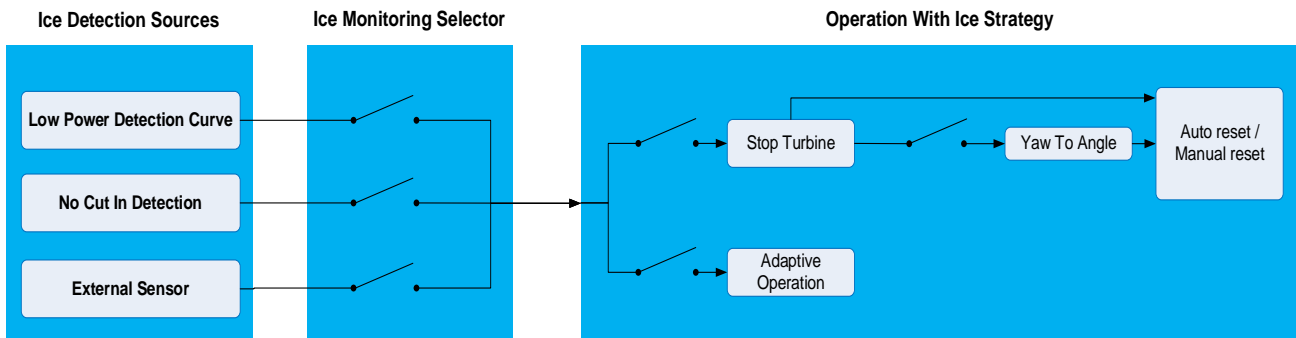 Ice Detection Sources
Ice Monitoring Selector
Operation With Ice Strategy
Low Power Detection Curve
No Cut In Detection
External Sensor
Stop Turbine
Yaw To Angle
Auto reset /
Manual reset
Adaptive
Operation